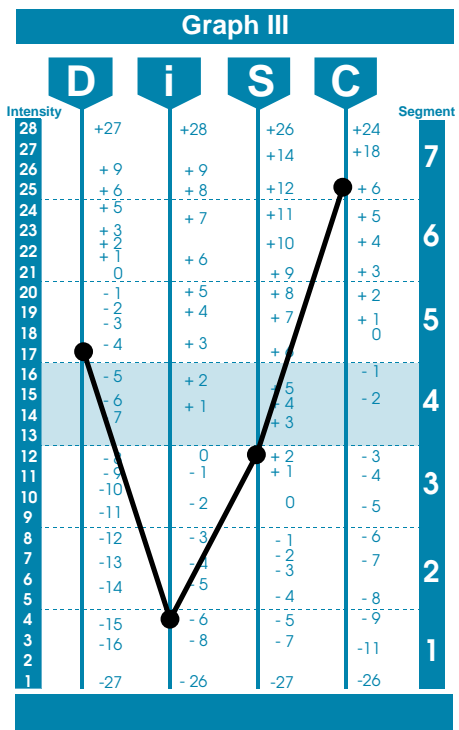 Graph III
D i S C
Intensity Segment
28 +27 +28 +26 +24
27 +14 +18 7
26 + 9 + 9
25 + 6 + 8 +12 + 6
24 + 5 + 7 +11 + 5
23 + 3 6
22 + 2 +10 + 4
+ 1 + 6
21 0 + 9 + 3
20 - 1 + 5 + 8 + 2
19 - 2 + 4 + 7 + 1 5
18 - 3 0
17 - 4 + 3 +
16 - 5 + 2 - 1
15 - 6 + 1 5 - 2 4
14 7 - 4
13 + 3
12 - 0 + 2 - 3
11 - 9 - 1 + 1 - 4 3
10 -10 - 2 0 - 5
9 -11
8 -12 - 3 - 1 - 6
7 -13 -4 - 2 - 7 2
6 -14 5 - 3
5 - 4 - 8
4 -15 - 6 - 5 - 9
3 -16 - 8 - 7 -11 1
2
1 -27 - 26 -27 -26